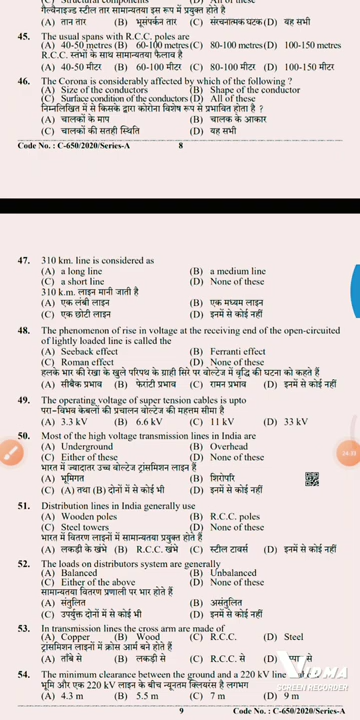 गैल्वेनाइज्ड स्टील तार सामान्यतया इस रूप में प्रयुक्त होते हैं
(A) तान तार (B) भूसंपर्कन तार (C) संरचनात्मक घटक (D) यह सभी
45. The usual spans with R.C.C. poles are
(A) 40-50 metres (B) 60-100 metres (C) 80-100 metres (D) 100-150 metres
R.C.C. स्तंभों के साथ सामान्यतया फैलाव है
(A) 40-50 मीटर (B) 60-100 मीटर (C) 80-100 मीटर (D) 100-150 मीटर
46. The Corona is considerably affected by which of the following ?
(A) Size of the conductors (B) Shape of the conductor
(C) Surface condition of the conductors (D) All of these
निम्नलिखित में से किसके द्वारा कोरोना विशेष रूप से प्रभावित होता है ?
(A) चालकों के माप (B) चालक के आकार
(C) चालकों की सतही स्थिति (D) यह सभी
Code No. : C-650/2020/Series-A 8
47. 310 km. line is considered as
(A) a long line (B) a medium line
(C) a short line (D) None of these
310 k.m. लाइन मानी जाती है
(A) एक लंबी लाइन (B) एक मध्यम लाइन
(C) एक छोटी लाइन (D) इनमें से कोई नहीं
48. The phenomenon of rise in voltage at the receiving end of the open-circuited
of lightly loaded line is called the
(A) Seeback effect (B) Ferranti effect
(C) Roman effect (D) None of these
हलके भार की रेखा के खुले परिपथ के ग्राही सिरे पर वोल्टेज में वृद्धि की घटना को कहते हैं
(A) सीबैक प्रभाव (B) फेरांटी प्रभाव (C) रामन प्रभाव (D) इनमें से कोई नहीं
49. The operating voltage of super tension cables is upto
परा-विभव केबलों की प्रचालन वोल्टेज की महत्तम सीमा है
(A) 3.3 kV (B) 6.6 kV (C) 11 kV (D) 33 kV
50. Most of the high voltage transmission lines in India are
(A) Underground (B) Overhead
(C) Either of these (D) None of these
भारत में ज्यादातर उच्च वोल्टेज ट्रांसमिशन लाइन हैं
(A) भूमिगत (B) शिरोपरि
(C) (A) तथा (B) दोनों में से कोई भी (D) इनमें से कोई नहीं
51. Distribution lines in India generally use
(A) Wooden poles (B) R.C.C. poles
(C) Steel towers (D) None of these
भारत में वितरण लाइनों में सामान्यतया प्रयुक्त होते हैं
(A) लकड़ी के खंभे (B) R.C.C. खंभे (C) स्टील टावर्स (D) इनमें से कोई नहीं
52. The loads on distributors system are generally
(A) Balanced (B) Unbalanced
(C) Either of the above (D) None of these
सामान्यतया वितरण प्रणाली पर भार होते हैं
(A) संतुलित (B) असंतुलित
(C) उपर्युक्त दोनों में से कोई भी (D) इनमें से कोई नहीं
53. In transmission lines the cross arm are made of
(A) Copper (B) Wood (C) R.C.C. (D) Steel
ट्रांसमिशन लाइनों में क्रोस आर्म बने होते हैं
(A) ताँबे से (B) लकड़ी से (C) R.C.C. से (D) से
54. The minimum clearance between the ground and a 220 kV line
भूमि और एक 220 kV लाइन के बीच न्यूनतम क्लियरेंस है लगभग
(A) 4.3 m (B) 5.5 m (C) 7 m (D) 9 m
9 Code No. : C-650/2020/Series-A
VIDMA
SCREEN RECORDER